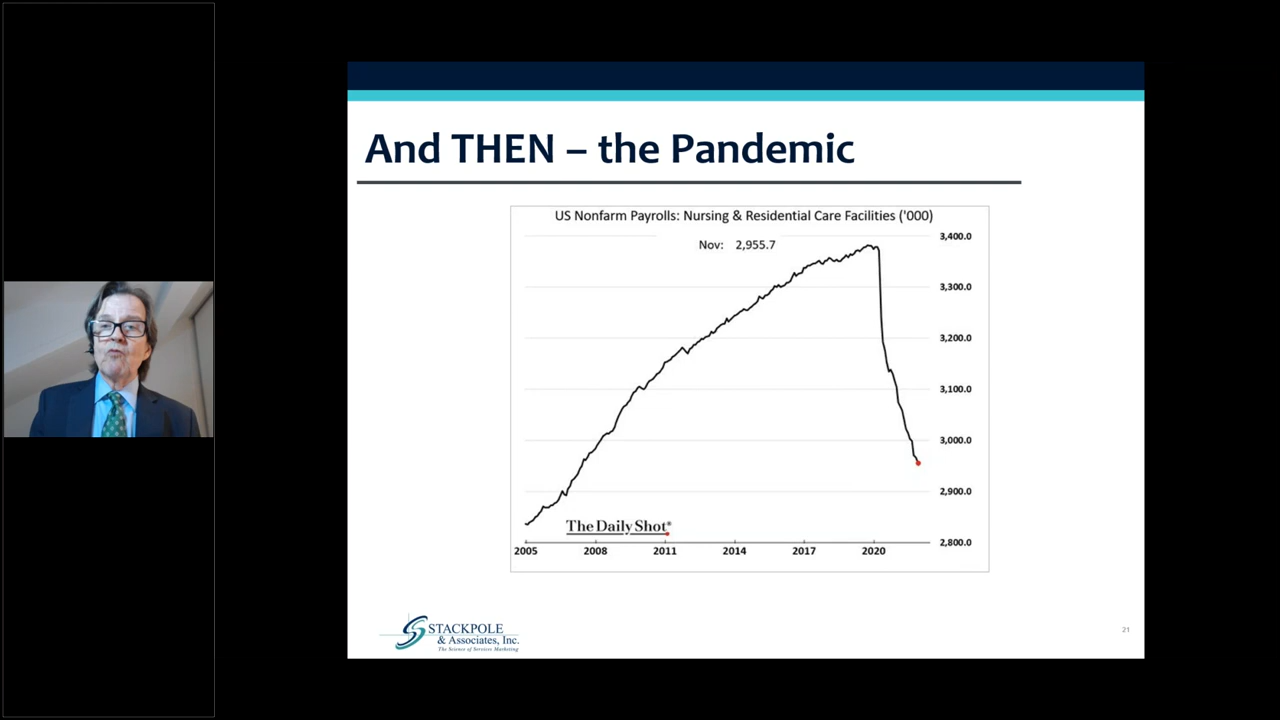 And THEN – the Pandemic
US Nonfarm Payrolls: Nursing & Residential Care Facilities ('000)
Nov: 2,955.7
3,400.0
3,300.0
3,200.0
3,100.0
3,000.0
2,900.0
2,800.0
The Daily Shot®
2005 2008 2011 2014 2017 2020
STACKPOLE
& Associates, Inc.
The Science of Services Marketing
21